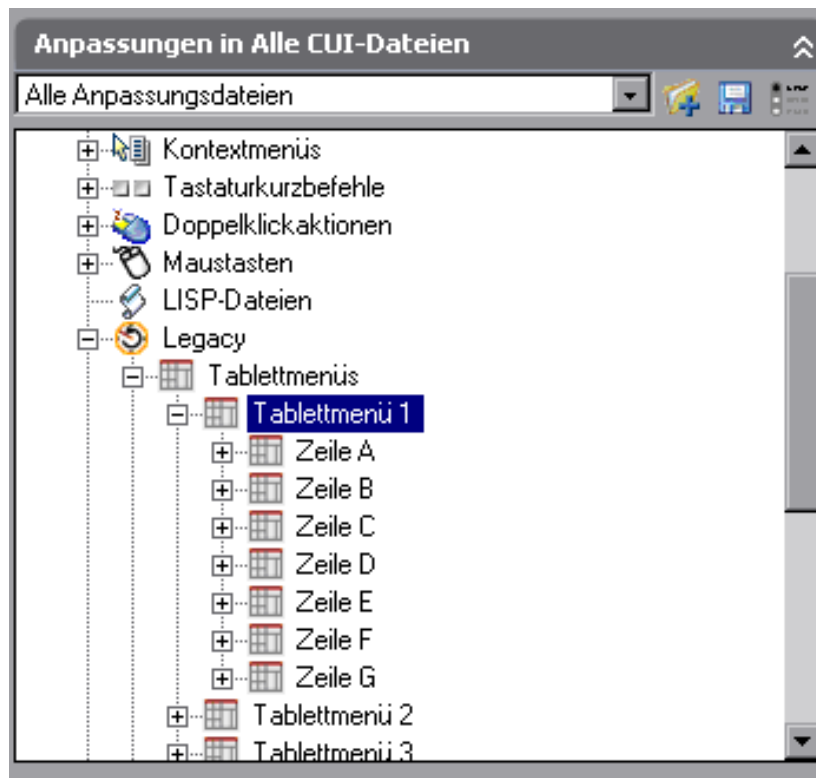 Anpassungen in Alle CUI-Dateien
Alle Anpassungsdateien
Kontextmenüs
Tastaturkurzbefehle
Doppelklickaktionen
Maustasten
LISP-Dateien
Legacy
Tablettmenüs
Tablettmenü 1
Zeile A
Zeile B
Zeile C
Zeile D
Zeile E
Zeile F
Zeile G
Tablettmenü 2
Tablettmenü 3